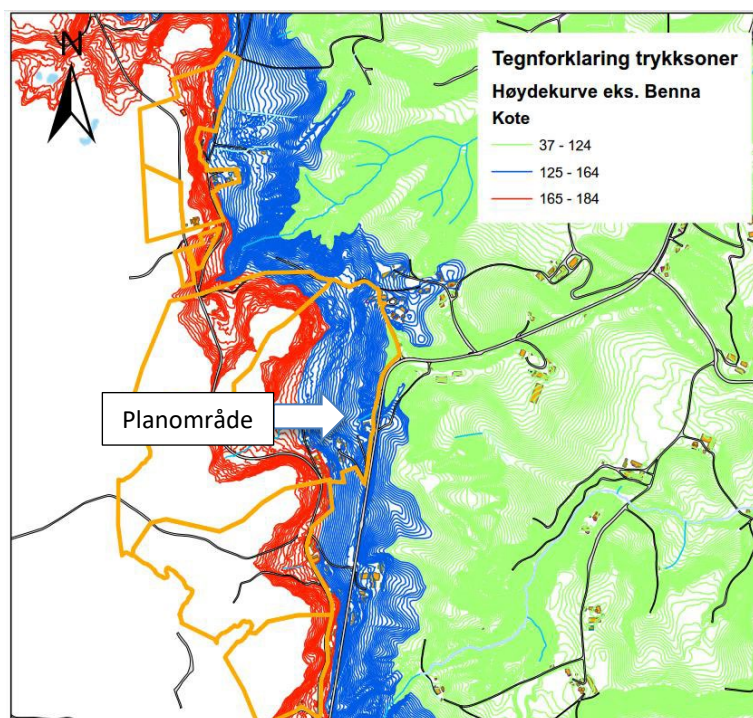 N
Tegnforklaring trykksoner
Høydekurve eks. Benna
Kote
37 - 124
125 - 164
165 - 184
Planområde